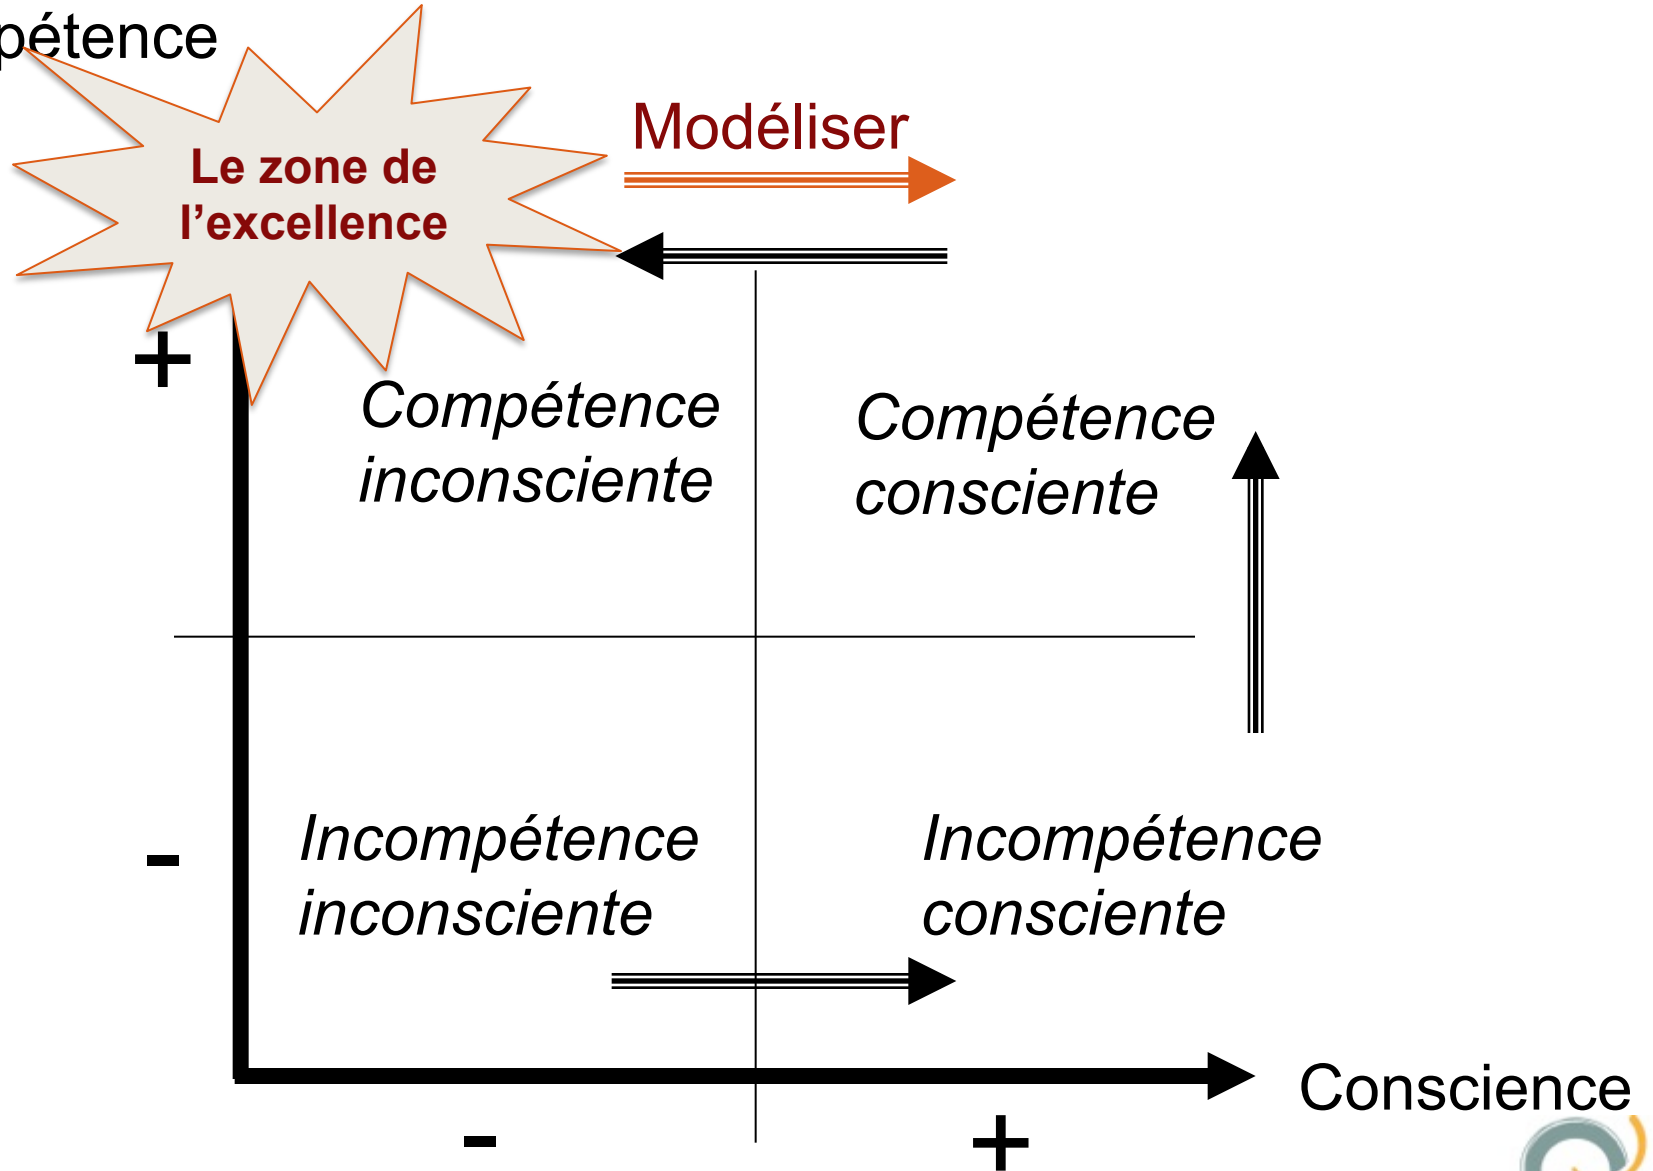 pétence
Le zone de
l’excellence
Modéliser
+
Compétence
inconsciente
Compétence
consciente
-
Incompétence
inconsciente
Incompétence
consciente
Conscience
-
+